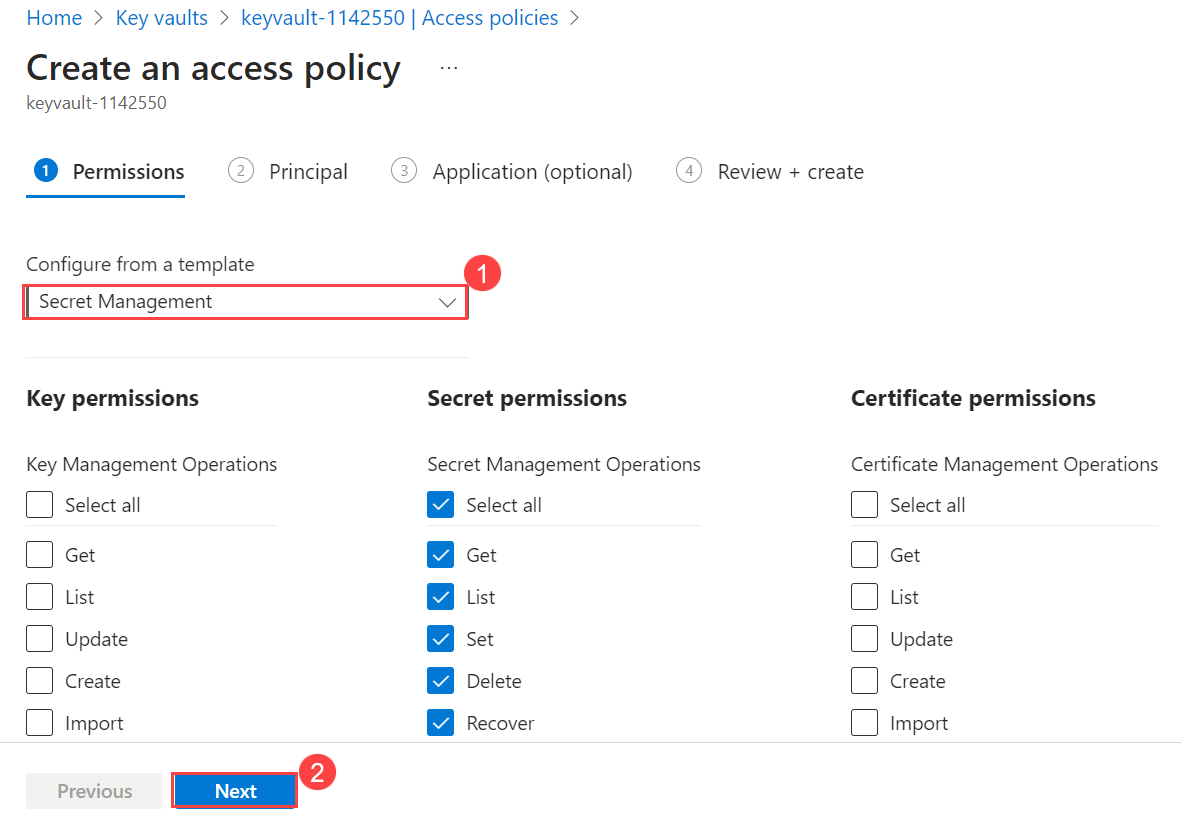 Home > Key vaults > keyvault-1142550 | Access policies >
Create an access policy ...
keyvault-1142550
1 Permissions 2 Principal 3 Application (optional) 4 Review + create
Configure from a template
1
Secret Management
Key permissions Secret permissions Certificate permissions
Key Management Operations Secret Management Operations Certificate Management Operations
Select all Select all Select all
Get Get Get
List List List
Update Set Update
Create Delete Create
Import Recover Import
2
Previous Next